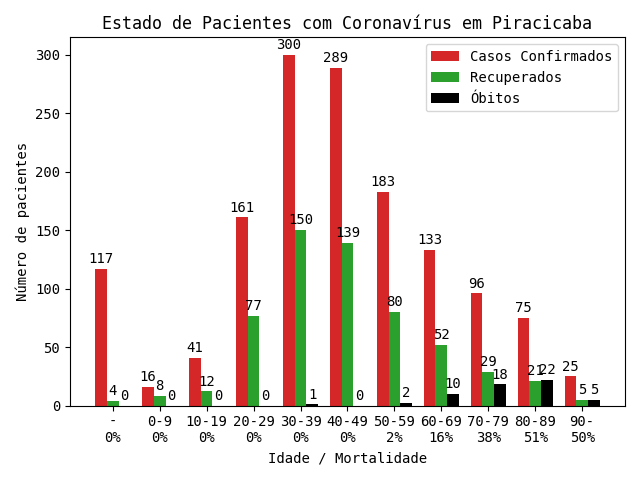 Estado de Pacientes com Coronavírus em Piracicaba
Casos Confirmados
Recuperados
Óbitos
Número de pacientes
300
250
200
150
100
50
0
117 4 0
16 8 0
41 12 0
161 77 0
300 150 1
289 139 0
183 80 2
133 52 10
96 29 18
75 21 22
25 5 5
- 0-9 10-19 20-29 30-39 40-49 50-59 60-69 70-79 80-89 90-
0% 0% 0% 0% 0% 0% 2% 16% 38% 51% 50%
Idade / Mortalidade